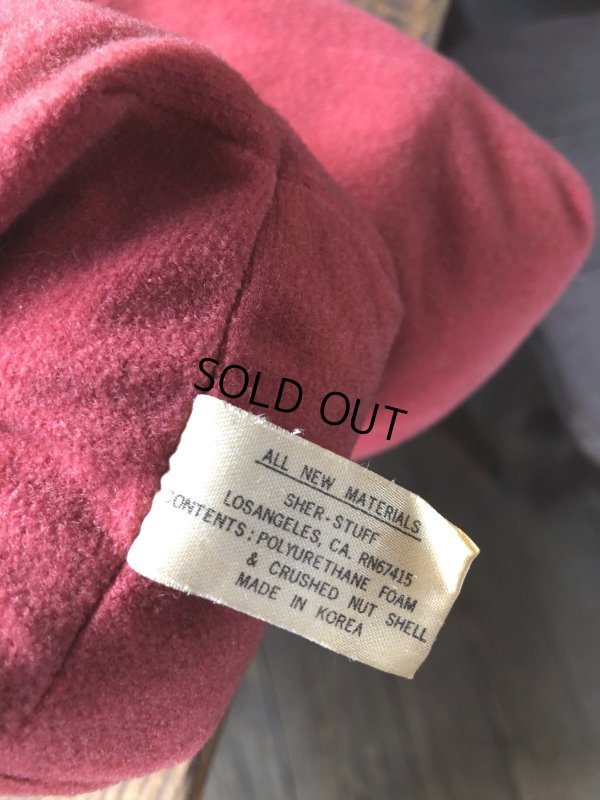 SOLD OUT
ALL NEW MATERIALS
SHER-STUFF
LOSANGELES, CA. RN67415
CONTENTS: POLYURETHANE FOAM
& CRUSHED NUT SHELL
MADE IN KOREA